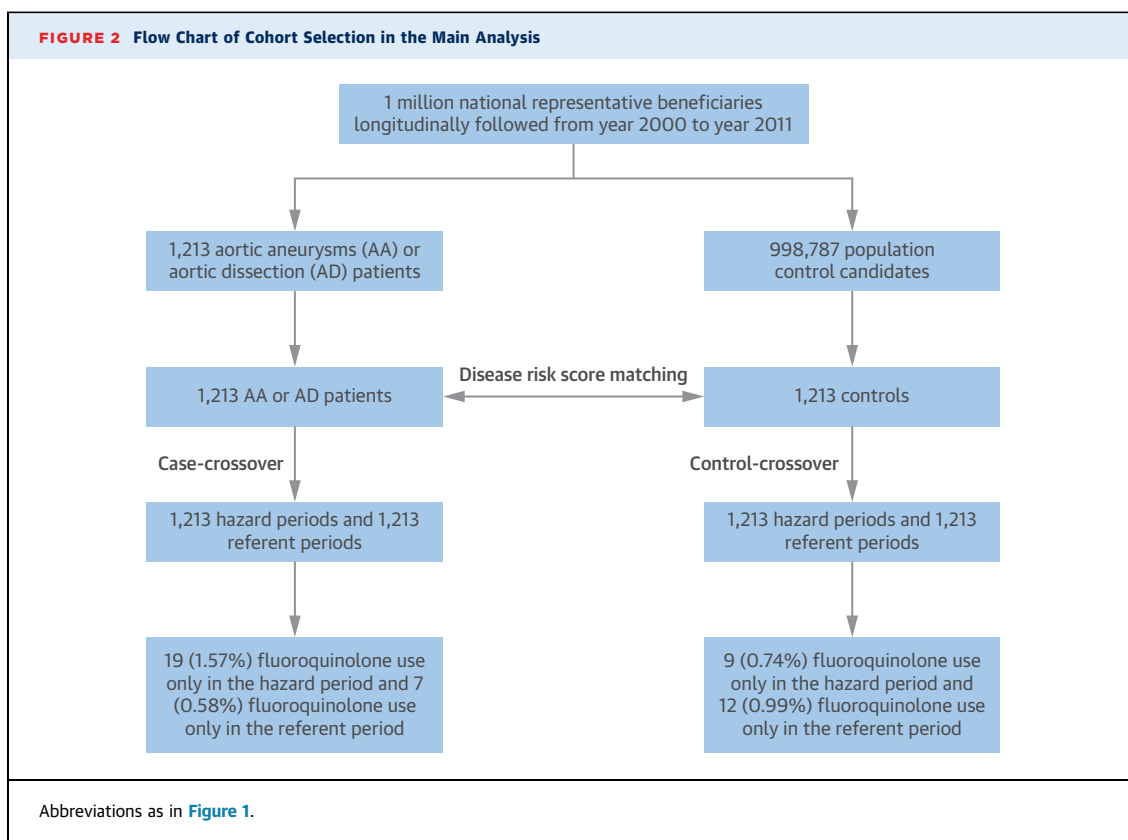 FIGURE 2 Flow Chart of Cohort Selection in the Main Analysis
1 million national representative beneficiaries
longitudinally followed from year 2000 to year 2011
1,213 aortic aneurysms (AA) or
aortic dissection (AD) patients
998,787 population
control candidates
Disease risk score matching
1,213 AA or AD patients
1,213 controls
Case-crossover
Control-crossover
1,213 hazard periods and 1,213
referent periods
1,213 hazard periods and 1,213
referent periods
19 (1.57%) fluoroquinolone use
only in the hazard period and 7
(0.58%) fluoroquinolone use
only in the referent period
9 (0.74%) fluoroquinolone use
only in the hazard period and
12 (0.99%) fluoroquinolone use
only in the referent period
Abbreviations as in Figure 1.